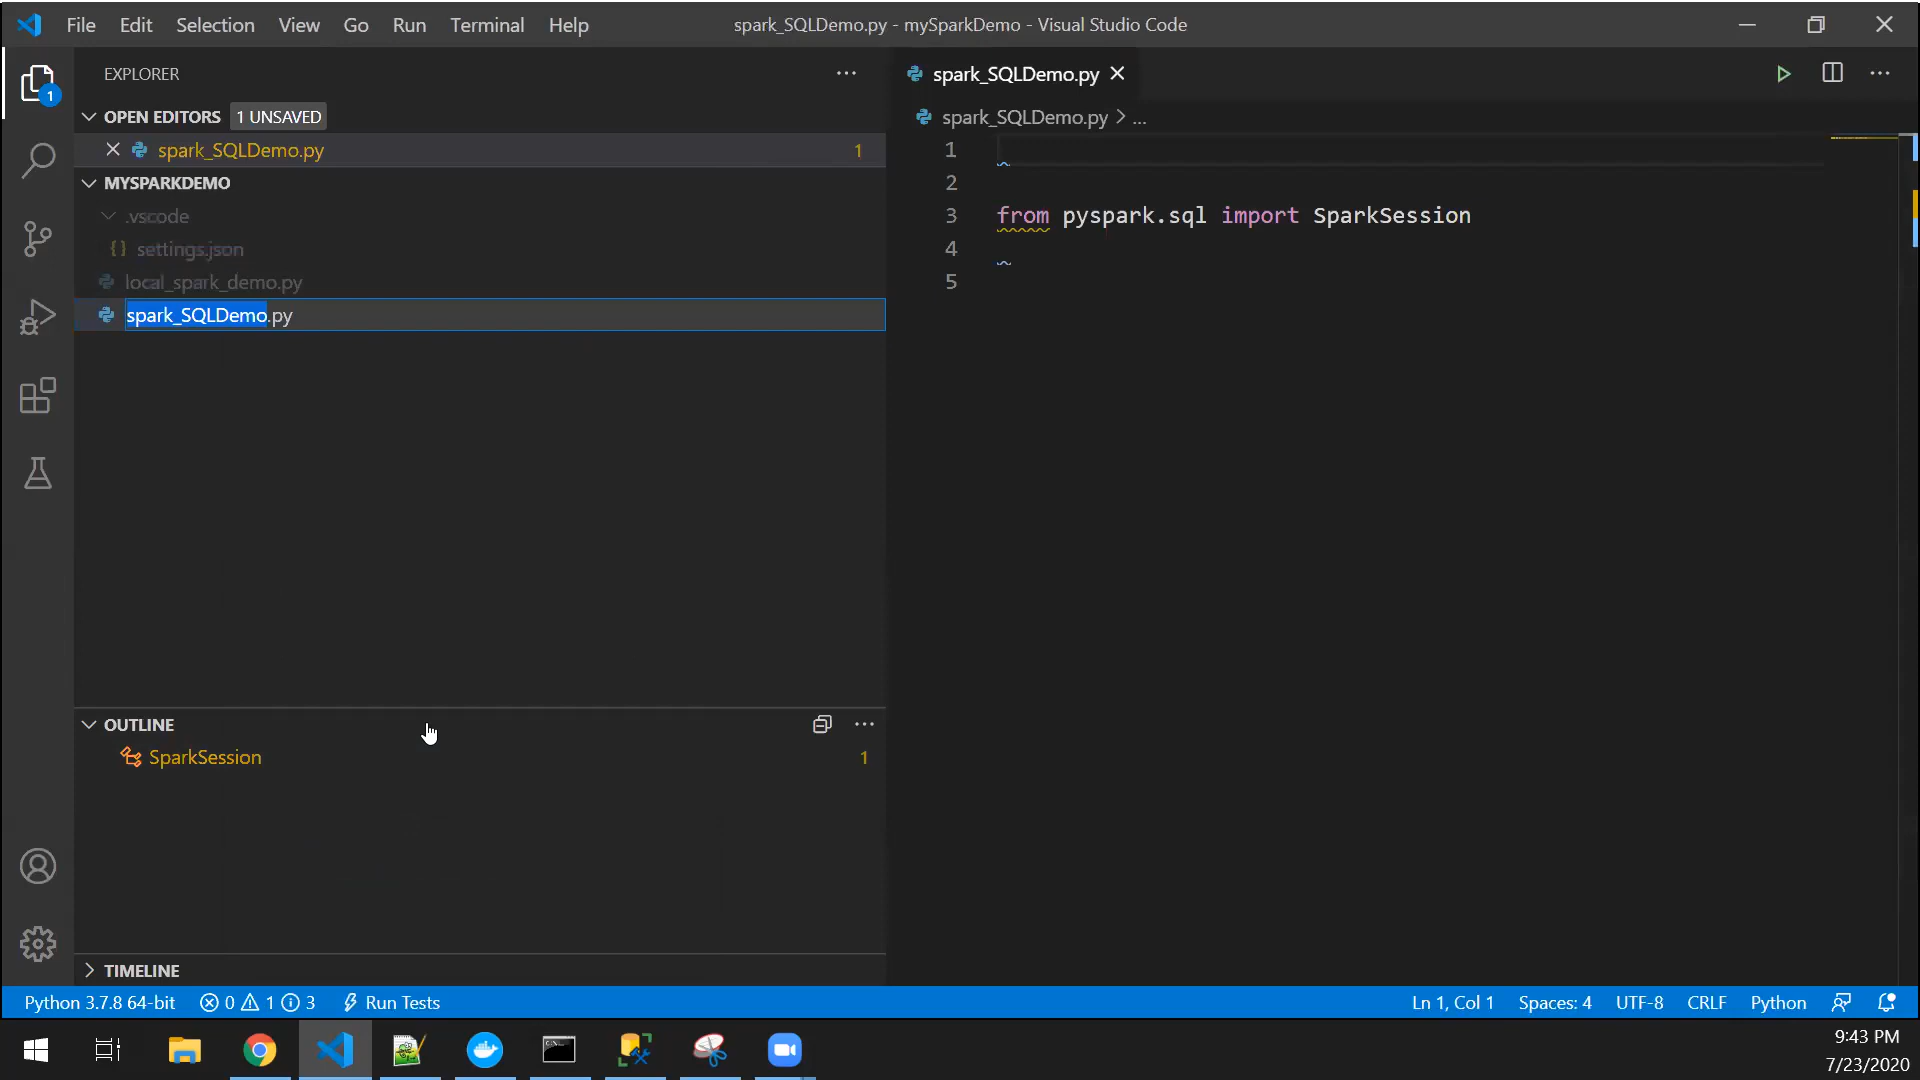 File Edit Selection View Go Run Terminal Help
spark_SQLDemo.py - mySparkDemo - Visual Studio Code
1
EXPLORER
OPEN EDITORS 1 UNSAVED
spark_SQLDemo.py 1
MYSPARKDEMO
.vscode
{} settings.json
local_spark_demo.py
spark_SQLDemo.py
OUTLINE
SparkSession 1
TIMELINE
spark_SQLDemo.py
spark_SQLDemo.py > ...
1
2
3 from pyspark.sql import SparkSession
4
5
Python 3.7.8 64-bit 0 1 3 Run Tests
Ln 1, Col 1 Spaces: 4 UTF-8 CRLF Python
9:43 PM
7/23/2020